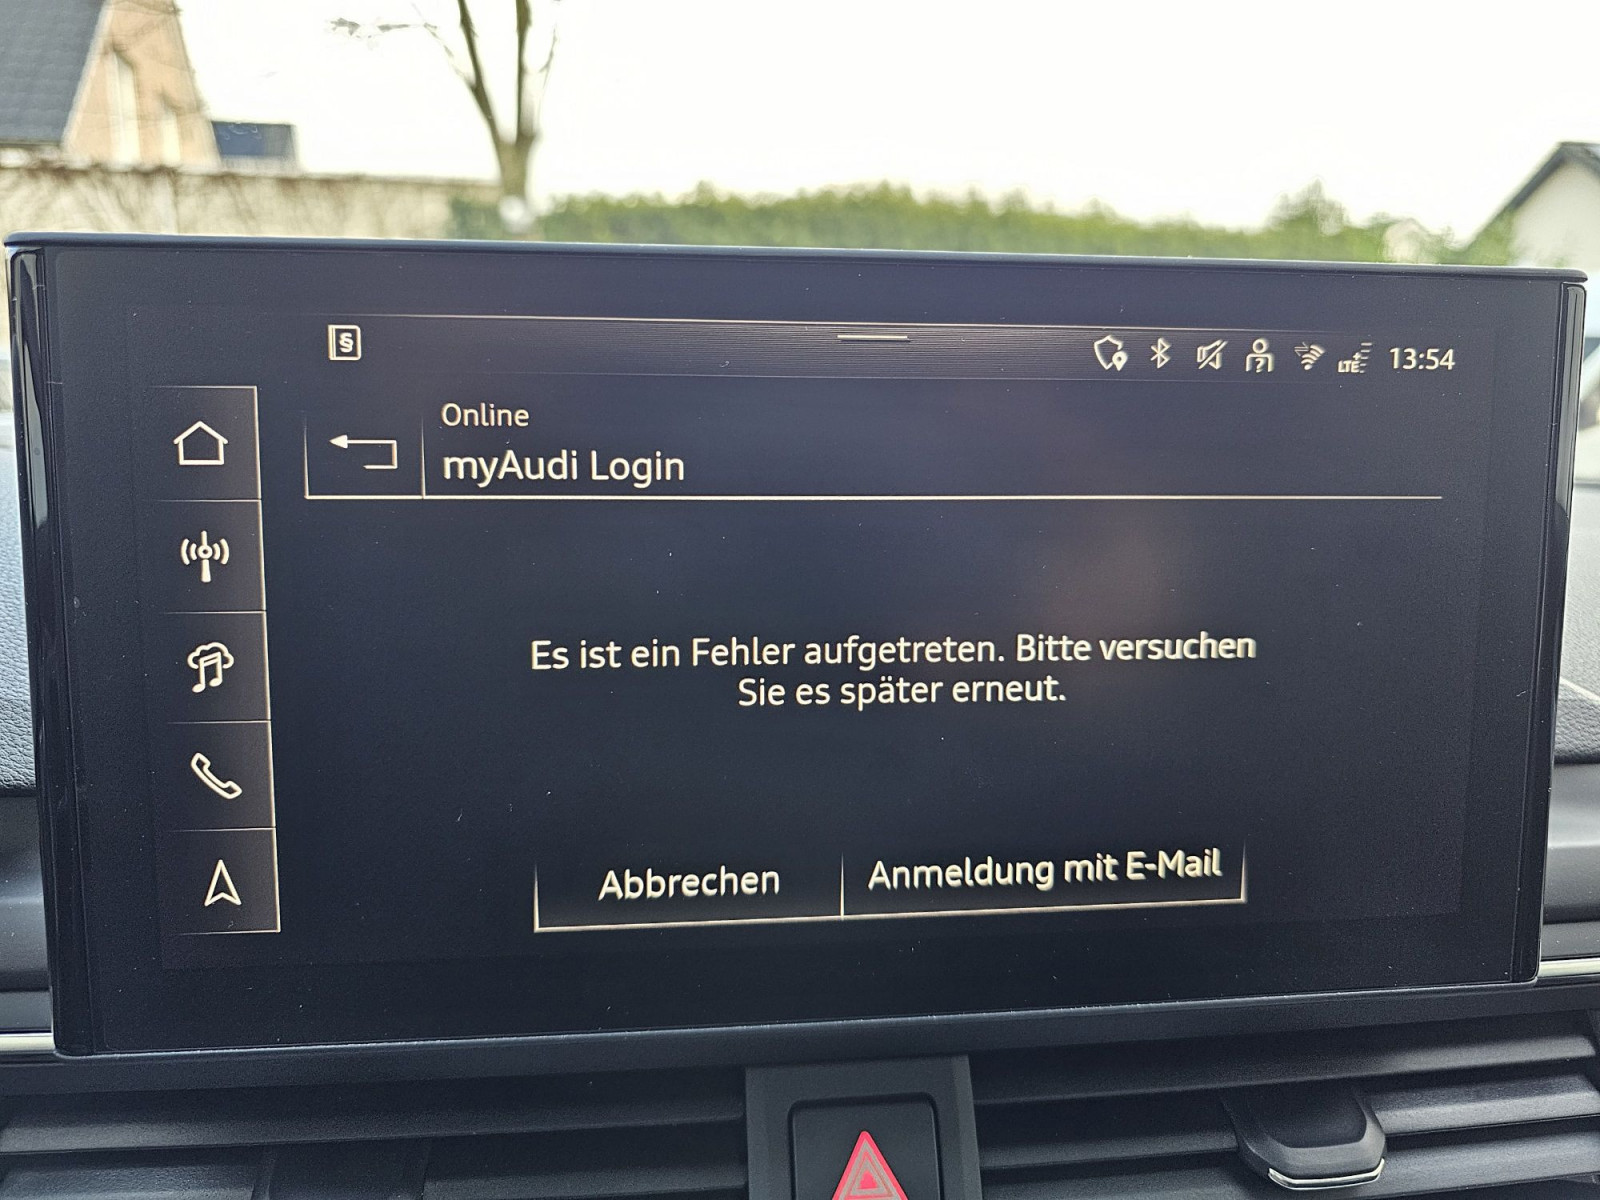 §
?
LTE
13:54
Online
myAudi Login
Es ist ein Fehler aufgetreten. Bitte versuchen
Sie es später erneut.
Abbrechen
Anmeldung mit E-Mail